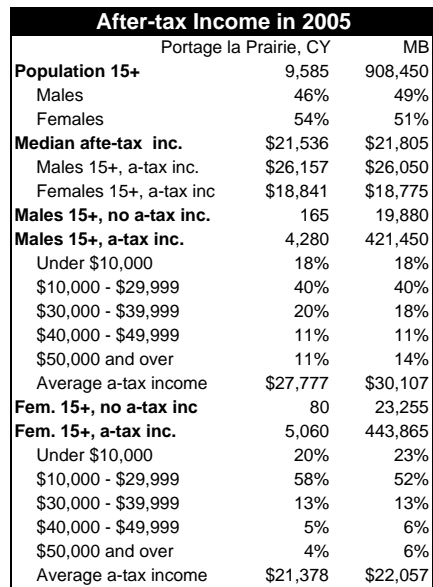 After-tax Income in 2005
Portage la Prairie, CY MB
Population 15+ 9,585 908,450
Males 46% 49%
Females 54% 51%
Median afte-tax inc. $21,536 $21,805
Males 15+, a-tax inc. $26,157 $26,050
Females 15+, a-tax inc $18,841 $18,775
Males 15+, no a-tax inc. 165 19,880
Males 15+, a-tax inc. 4,280 421,450
Under $10,000 18% 18%
$10,000 - $29,999 40% 40%
$30,000 - $39,999 20% 18%
$40,000 - $49,999 11% 11%
$50,000 and over 11% 14%
Average a-tax income $27,777 $30,107
Fem. 15+, no a-tax inc 80 23,255
Fem. 15+, a-tax inc. 5,060 443,865
Under $10,000 20% 23%
$10,000 - $29,999 58% 52%
$30,000 - $39,999 13% 13%
$40,000 - $49,999 5% 6%
$50,000 and over 4% 6%
Average a-tax income $21,378 $22,057